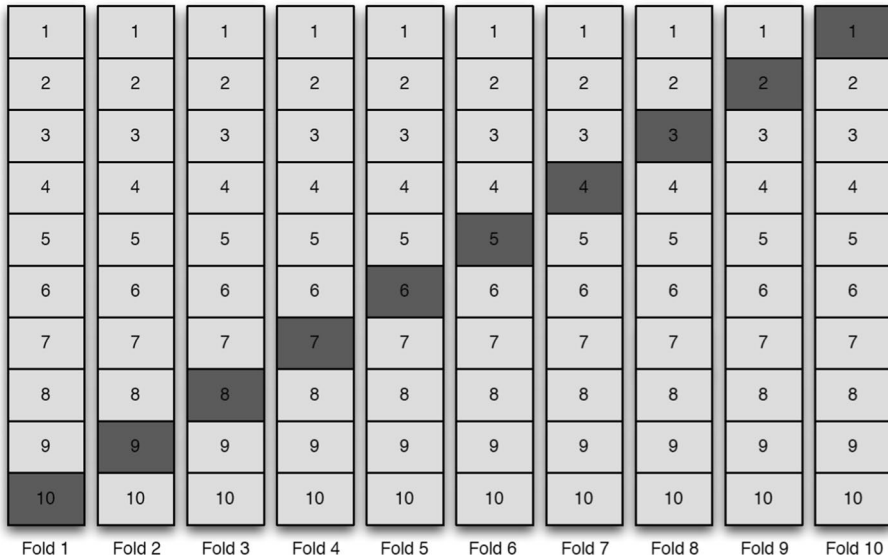 1 1 1 1 1 1 1 1 1 1
2 2 2 2 2 2 2 2 2 2
3 3 3 3 3 3 3 3 3 3
4 4 4 4 4 4 4 4 4 4
5 5 5 5 5 5 5 5 5 5
6 6 6 6 6 6 6 6 6 6
7 7 7 7 7 7 7 7 7 7
8 8 8 8 8 8 8 8 8 8
9 9 9 9 9 9 9 9 9 9
10 10 10 10 10 10 10 10 10 10
Fold 1 Fold 2 Fold 3 Fold 4 Fold 5 Fold 6 Fold 7 Fold 8 Fold 9 Fold 10